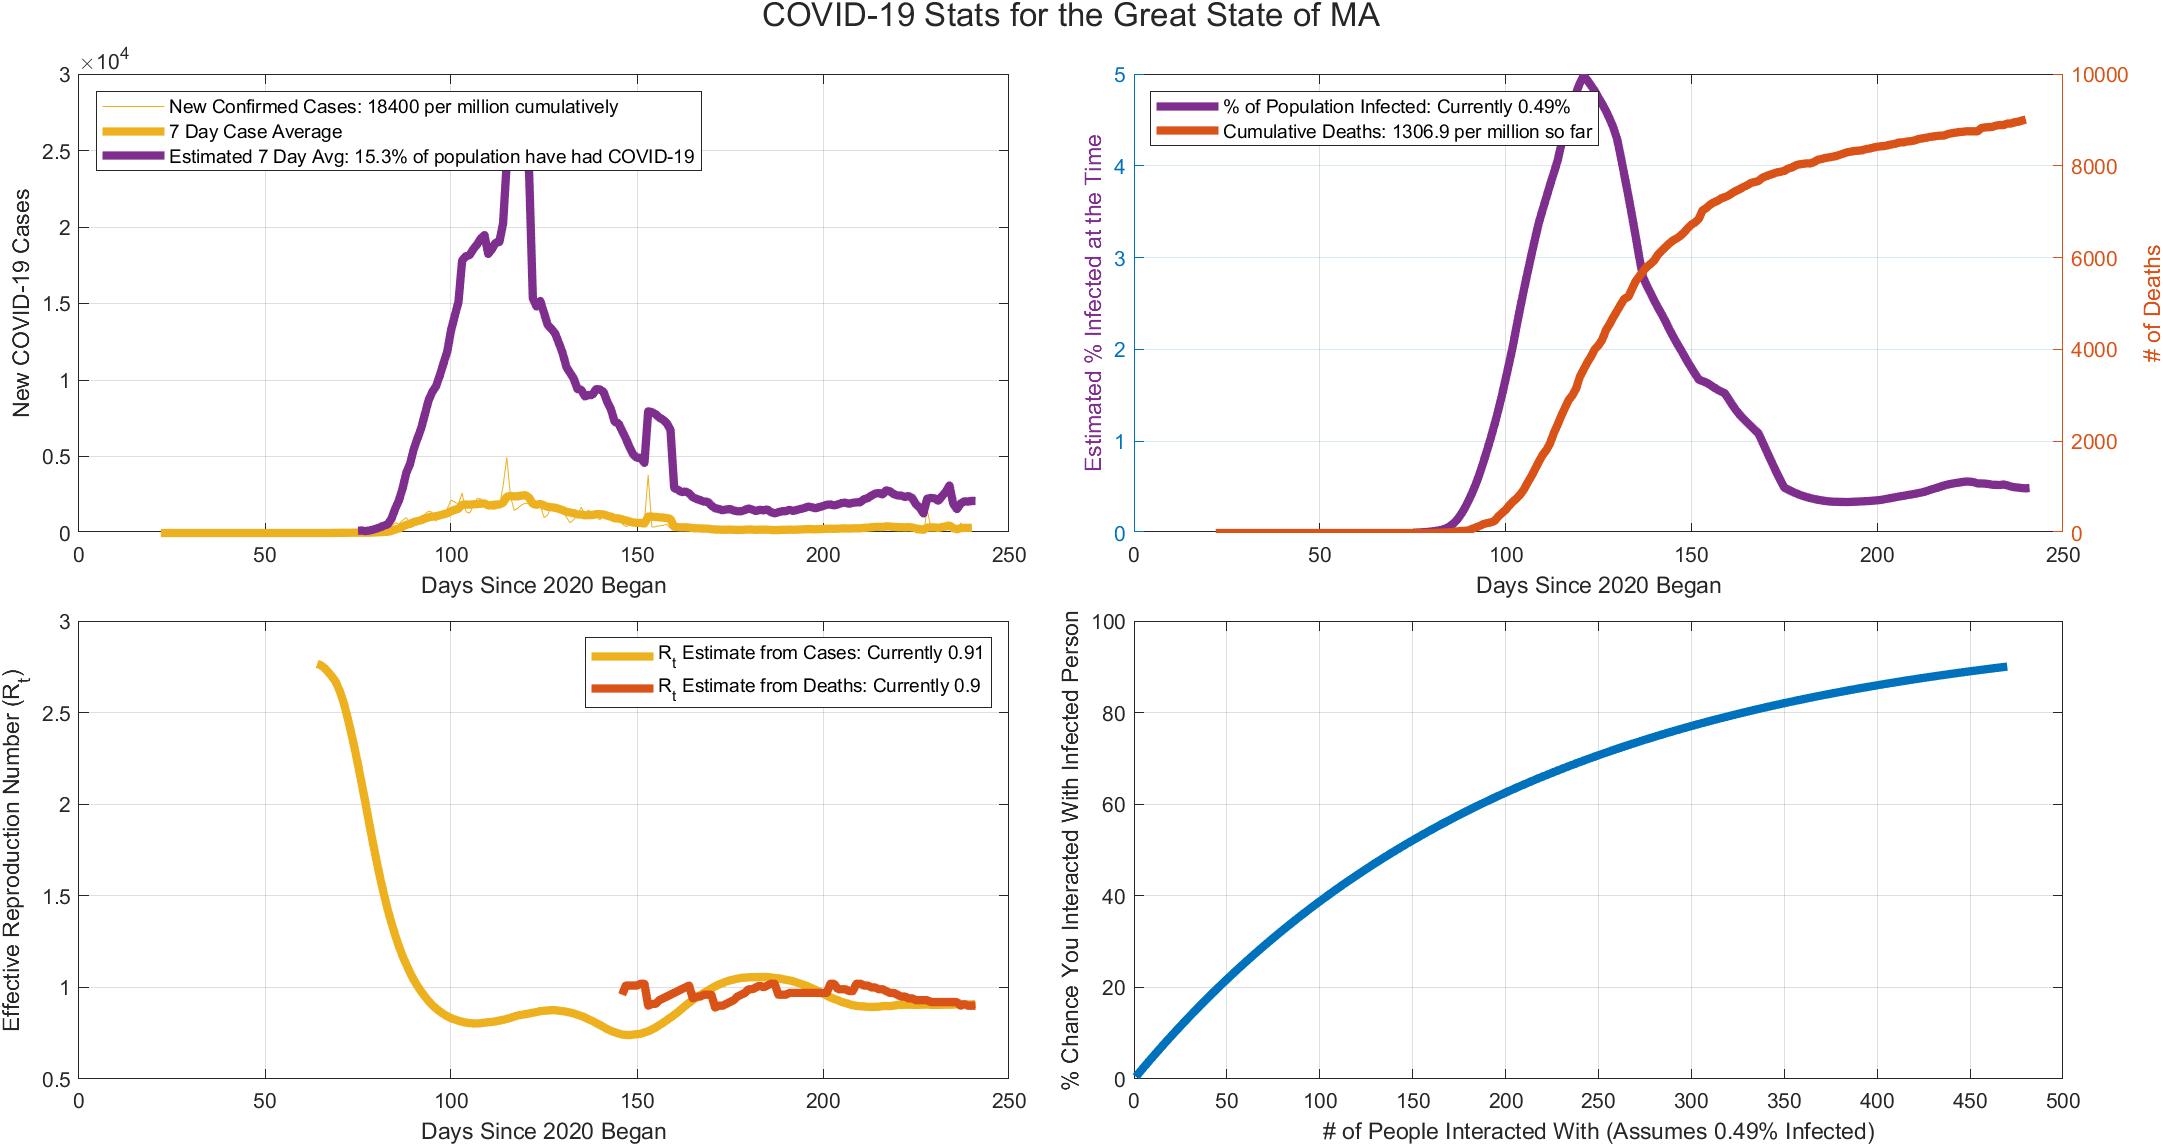 COVID-19 Stats for the Great State of MA
×10^4
3
2.5
2
1.5
1
0.5
0
New COVID-19 Cases
New Confirmed Cases: 18400 per million cumulatively
7 Day Case Average
Estimated 7 Day Avg: 15.3% of population have had COVID-19
0 50 100 150 200 250
Days Since 2020 Began
5
4
3
2
1
0
Estimated % Infected at the Time
% of Population Infected: Currently 0.49%
Cumulative Deaths: 1306.9 per million so far
10000
8000
6000
4000
2000
0
# of Deaths
0 50 100 150 200 250
Days Since 2020 Began
3
2.5
2
1.5
1
0.5
Effective Reproduction Number (R_t)
R_t Estimate from Cases: Currently 0.91
R_t Estimate from Deaths: Currently 0.9
0 50 100 150 200 250
Days Since 2020 Began
100
80
60
40
20
0
% Chance You Interacted With Infected Person
0 50 100 150 200 250 300 350 400 450 500
# of People Interacted With (Assumes 0.49% Infected)